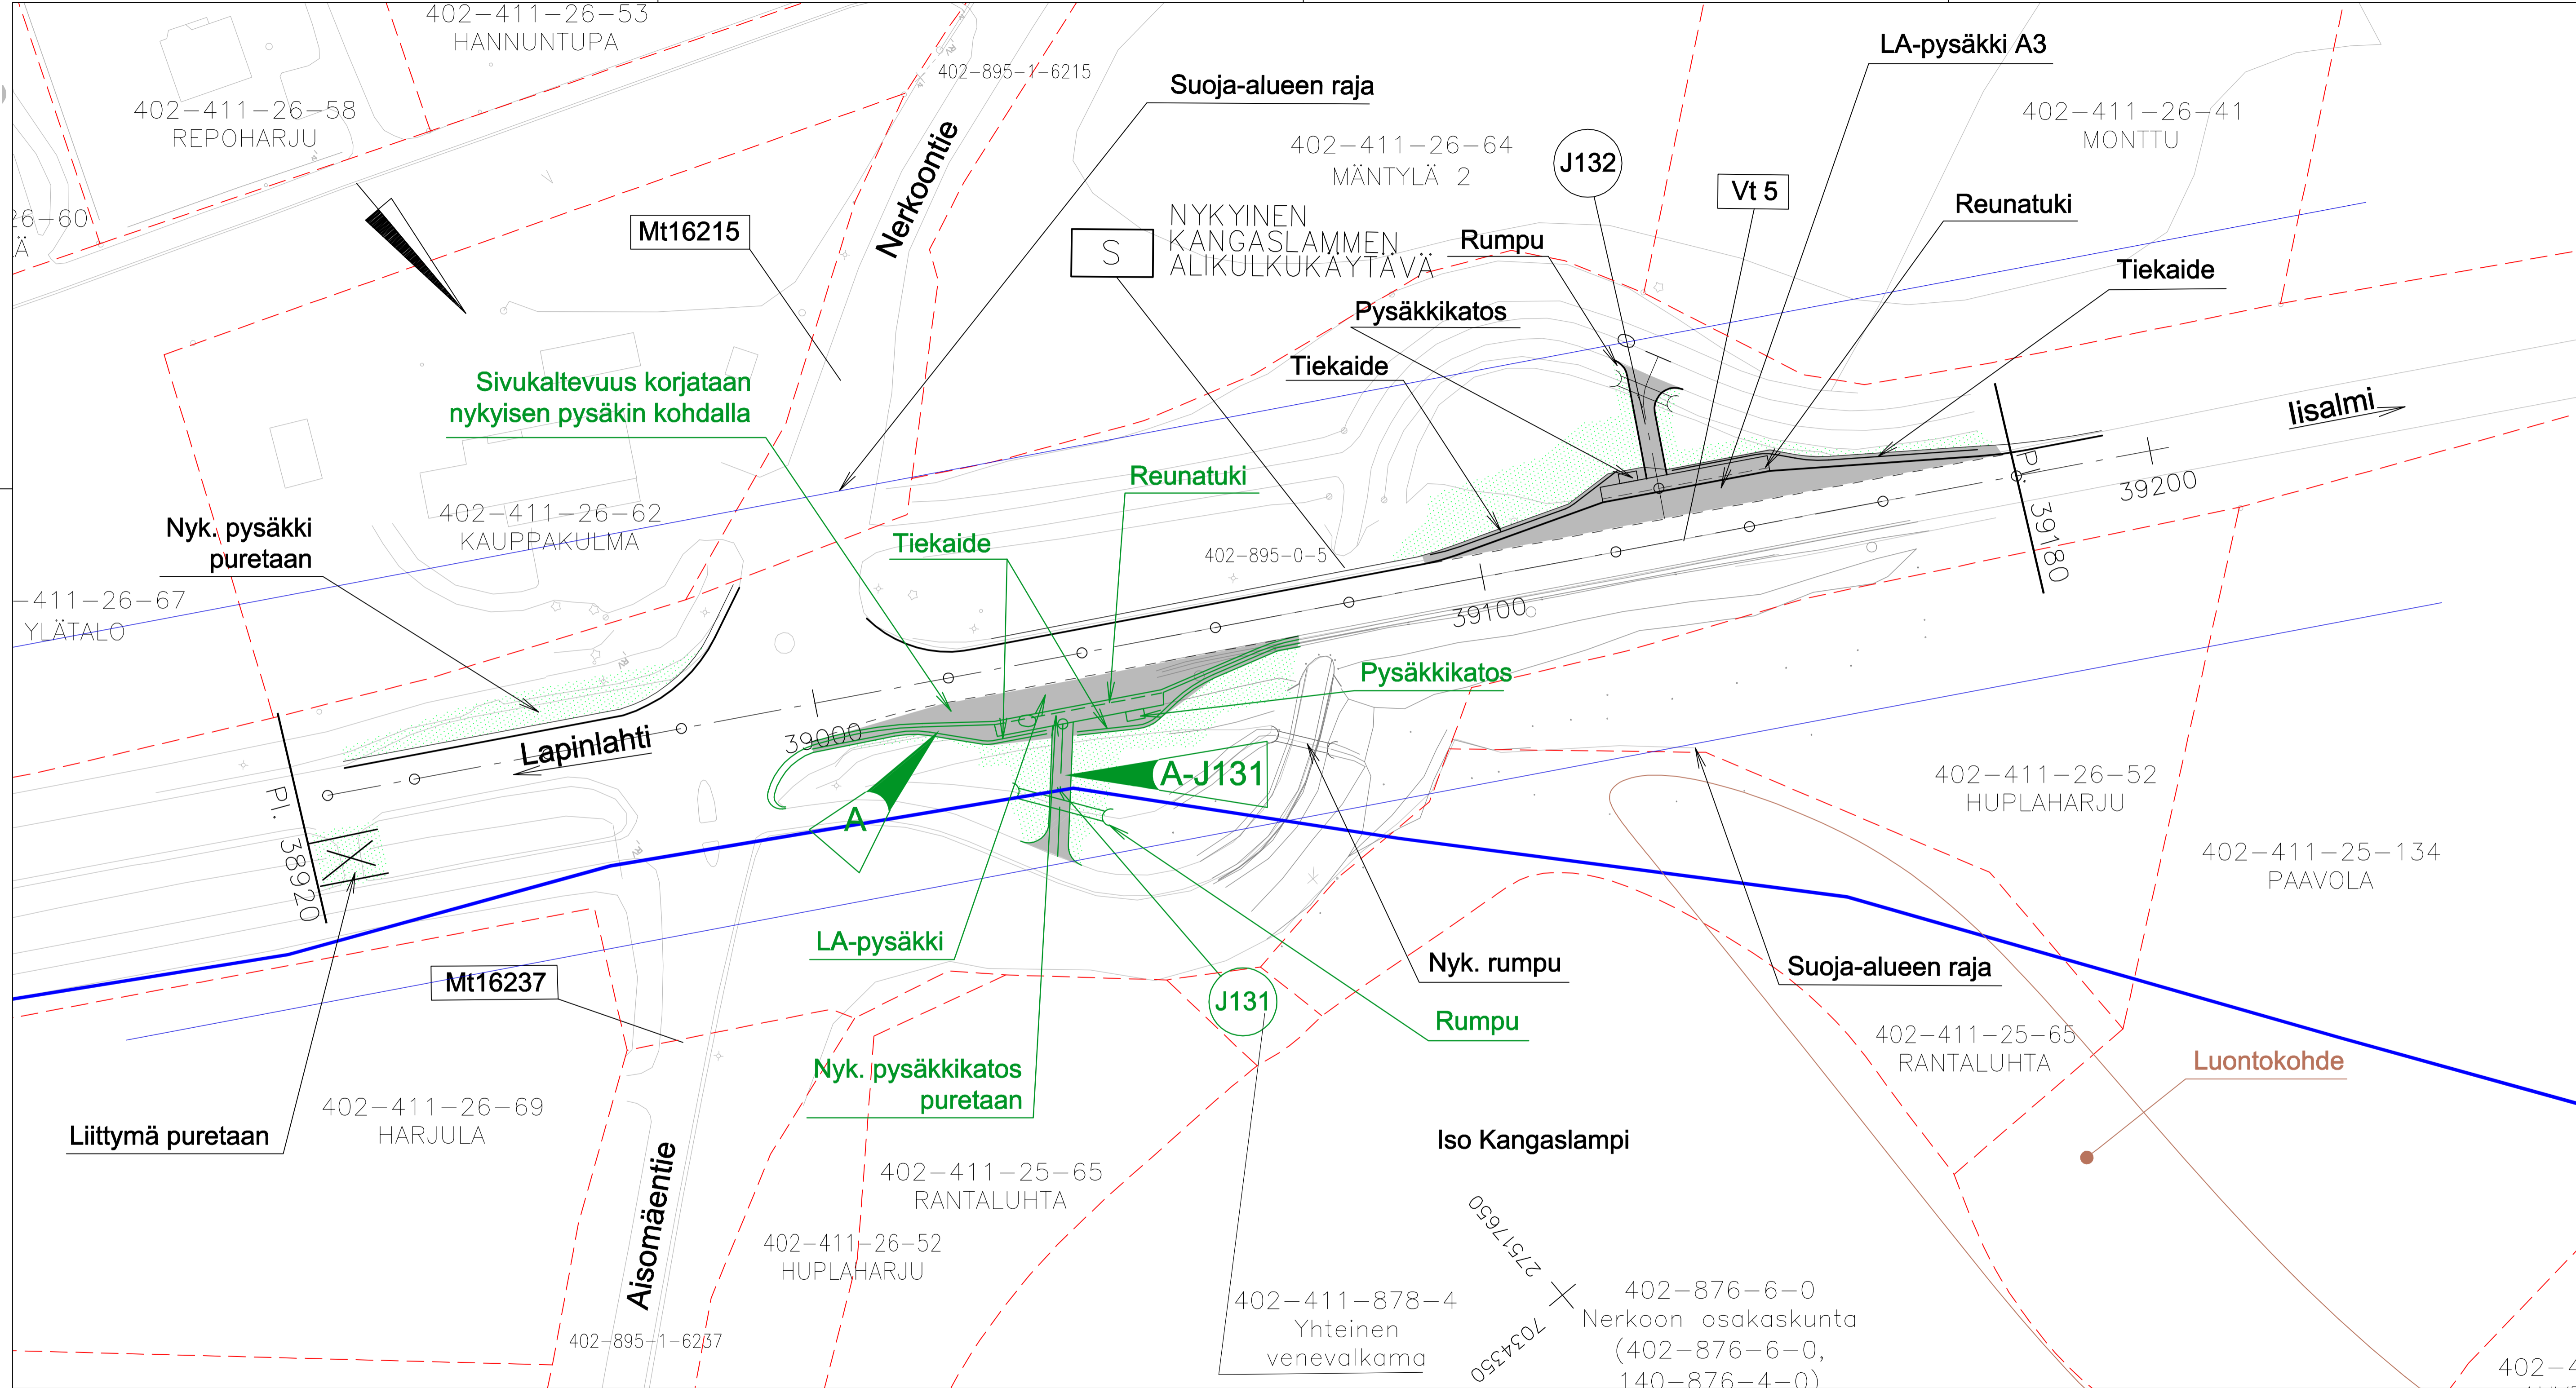 402-411-26-53
HANNUNTUPA
402-895-1-6215
402-411-26-58
REPOHARJU
Nerkoontie
Suoja-alueen raja
402-411-26-64
MÄNTYLÄ 2
LA-pysäkki A3
402-411-26-41
MONTTU
J132
Vt 5
Reunatuki
26-60
Mt16215
S
NYKYINEN
KANGASLAMMEN
ALIKULKUKÄYTÄVÄ
Rumpu
Tiekaide
Pysäkkikatos
Tiekaide
Iisalmi
Sivukaltevuus korjataan
nykyisen pysäkin kohdalla
Reunatuki
402-411-26-62
KAUPPAKULMA
Nyk. pysäkki
puretaan
Tiekaide
402-895-0-5
39200
Pl. 39180
39100
-411-26-67
YLÄTALO
Pysäkkikatos
39000
Lapinlahti
A-J131
A
Pl. 38920
402-411-26-52
HUPLAHARJU
402-411-25-134
PAAVOLA
LA-pysäkki
Nyk. rumpu
Suoja-alueen raja
Mt16237
J131
Rumpu
402-411-25-65
RANTALUHTA
Luontokohde
Nyk. pysäkkikatos
puretaan
402-411-26-69
HARJULA
Liittymä puretaan
Iso Kangaslampi
Aisomäentie
402-411-25-65
RANTALUHTA
402-411-26-52
HUPLAHARJU
27517650
7034350
402-411-878-4
Yhteinen
venevalkama
402-876-6-0
Nerkoon osakaskunta
(402-876-6-0,
140-876-4-0)
402-895-1-6237